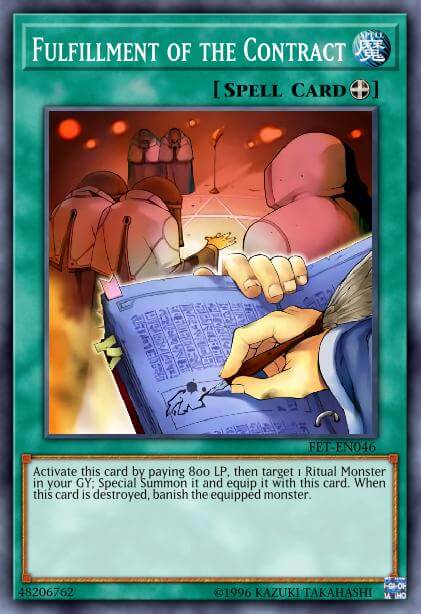 FULFILLMENT OF THE CONTRACT
SPELL
魔
[SPELL CARD]
FET-EN046
Activate this card by paying 800 LP, then target 1 Ritual Monster
in your GY; Special Summon it and equip it with this card. When
this card is destroyed, banish the equipped monster.
48206762
©1996 KAZUKI TAKAHASHI